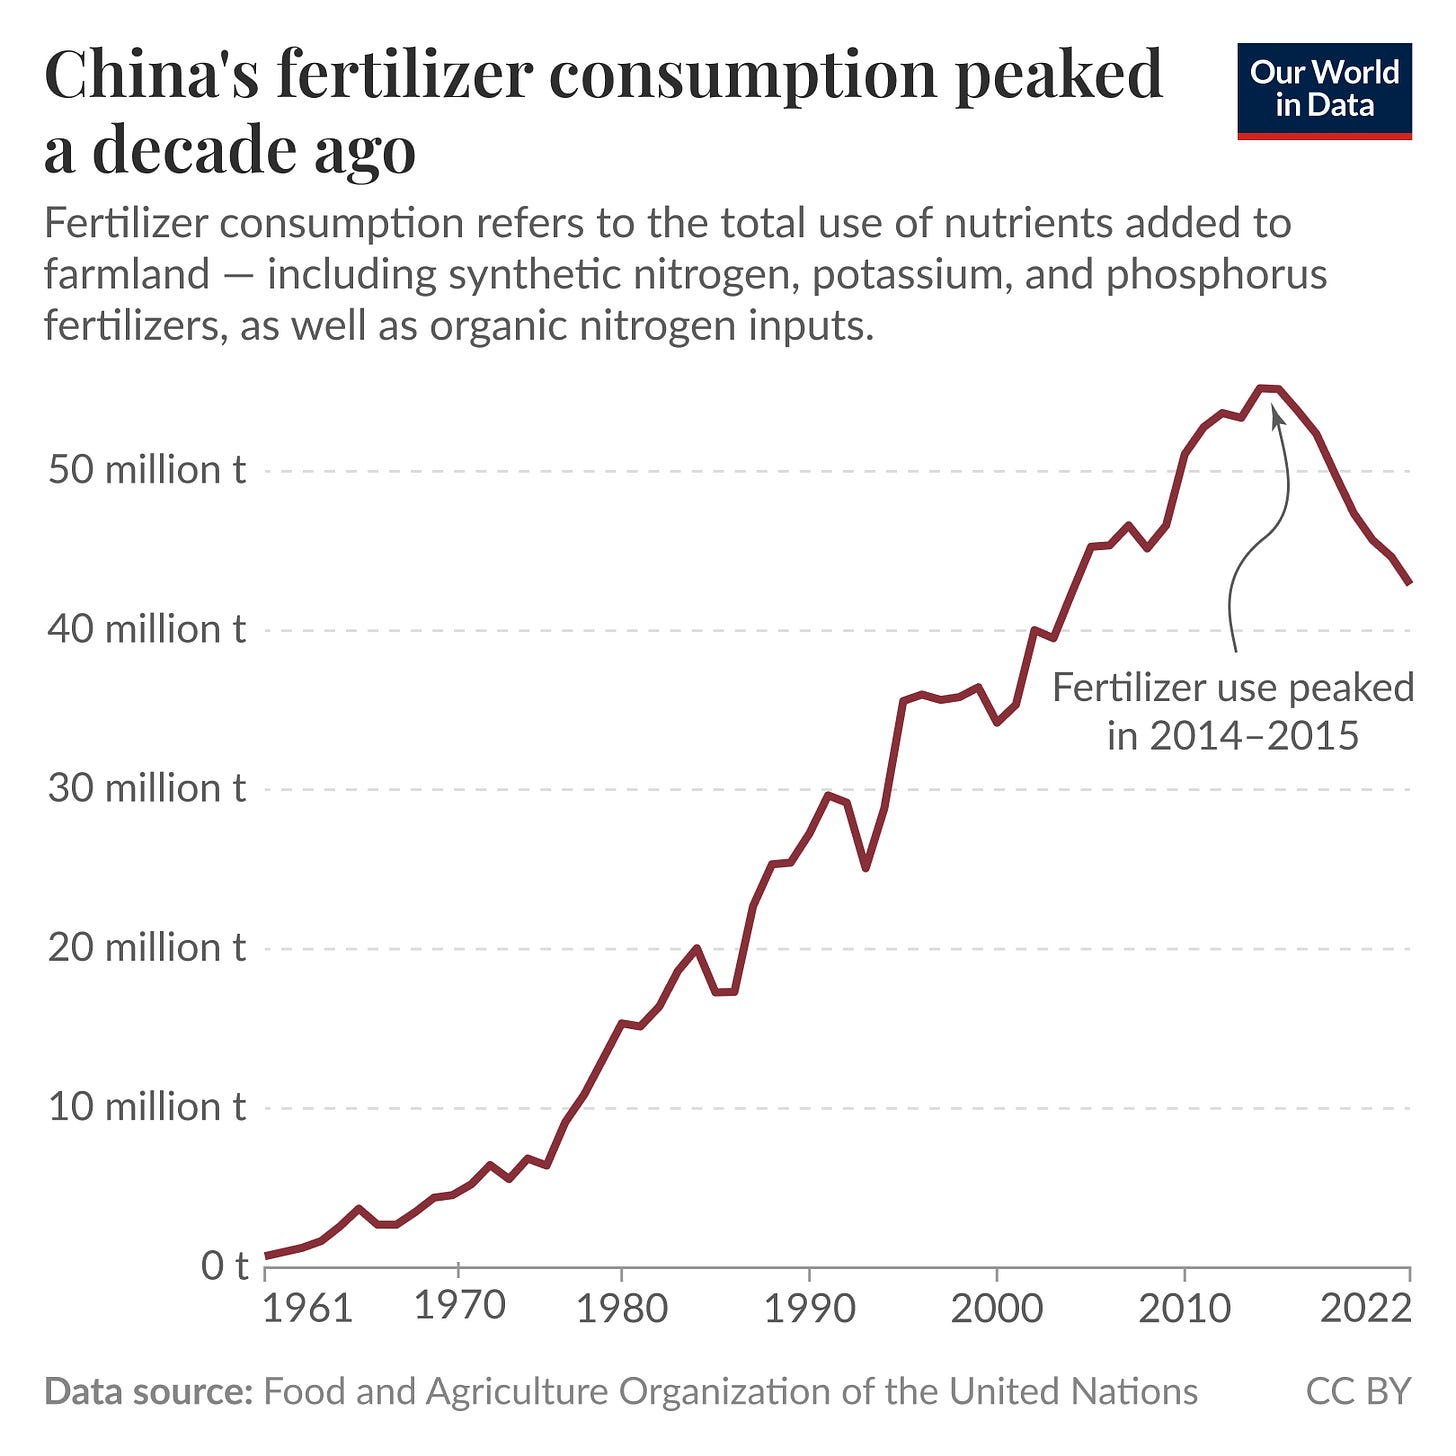 China's fertilizer consumption peaked
a decade ago
Our World
in Data
Fertilizer consumption refers to the total use of nutrients added to
farmland — including synthetic nitrogen, potassium, and phosphorus
fertilizers, as well as organic nitrogen inputs.
50 million t
40 million t
Fertilizer use peaked
in 2014–2015
30 million t
20 million t
10 million t
0 t
1961 1970 1980 1990 2000 2010 2022
Data source: Food and Agriculture Organization of the United Nations CC BY